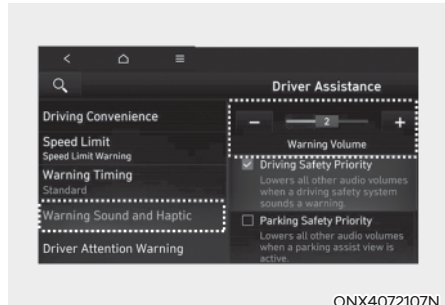 Driver Assistance
Driving Convenience
Speed Limit
Speed Limit Warning
Warning Timing
Standard
Warning Sound and Haptic
Driver Attention Warning
− 2 +
Warning Volume
Driving Safety Priority
Lowers all other audio volumes
when a driving safety system
sounds a warning.
Parking Safety Priority
Lowers all other audio volumes
when a parking assist view is
active.
ONX4072107N